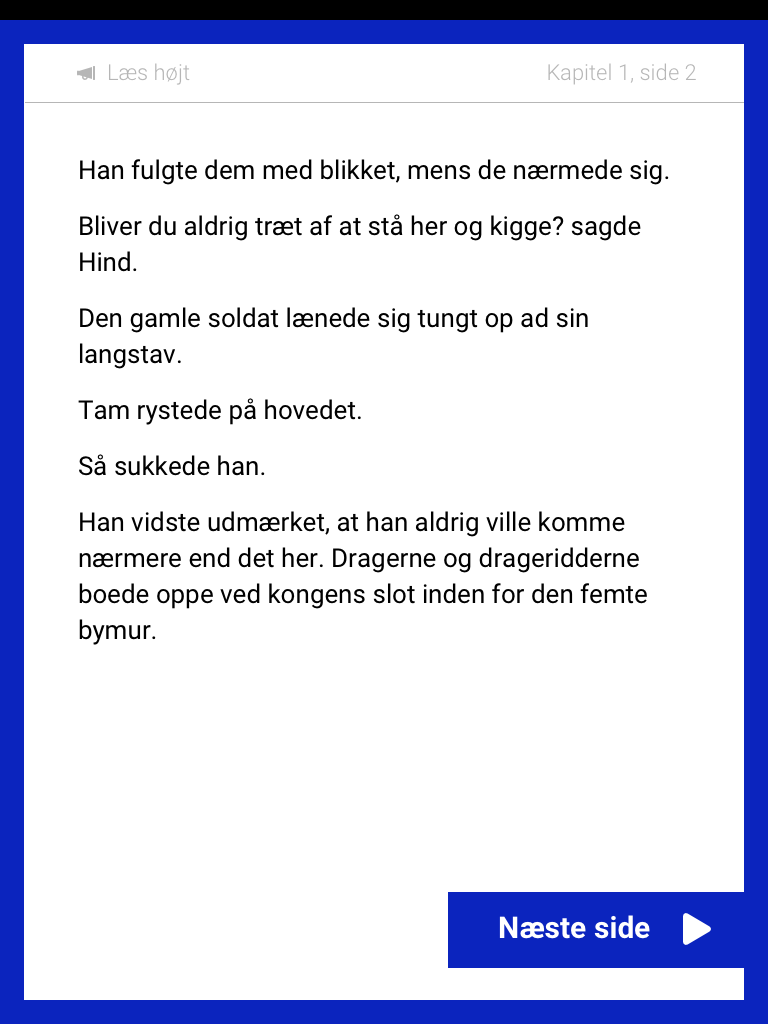 Læs højt
Kapitel 1, side 2
Han fulgte dem med blikket, mens de nærmede sig.
Bliver du aldrig træt af at stå her og kigge? sagde
Hind.
Den gamle soldat lænede sig tungt op ad sin
langstav.
Tam rystede på hovedet.
Så sukkede han.
Han vidste udmærket, at han aldrig ville komme
nærmere end det her. Dragerne og drageridderne
boede oppe ved kongens slot inden for den femte
bymur.
Næste side